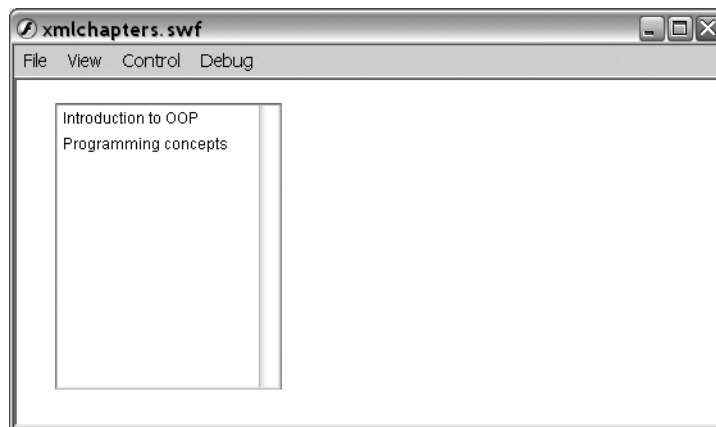 xmlchapters.swf
File View Control Debug
Introduction to OOP
Programming concepts